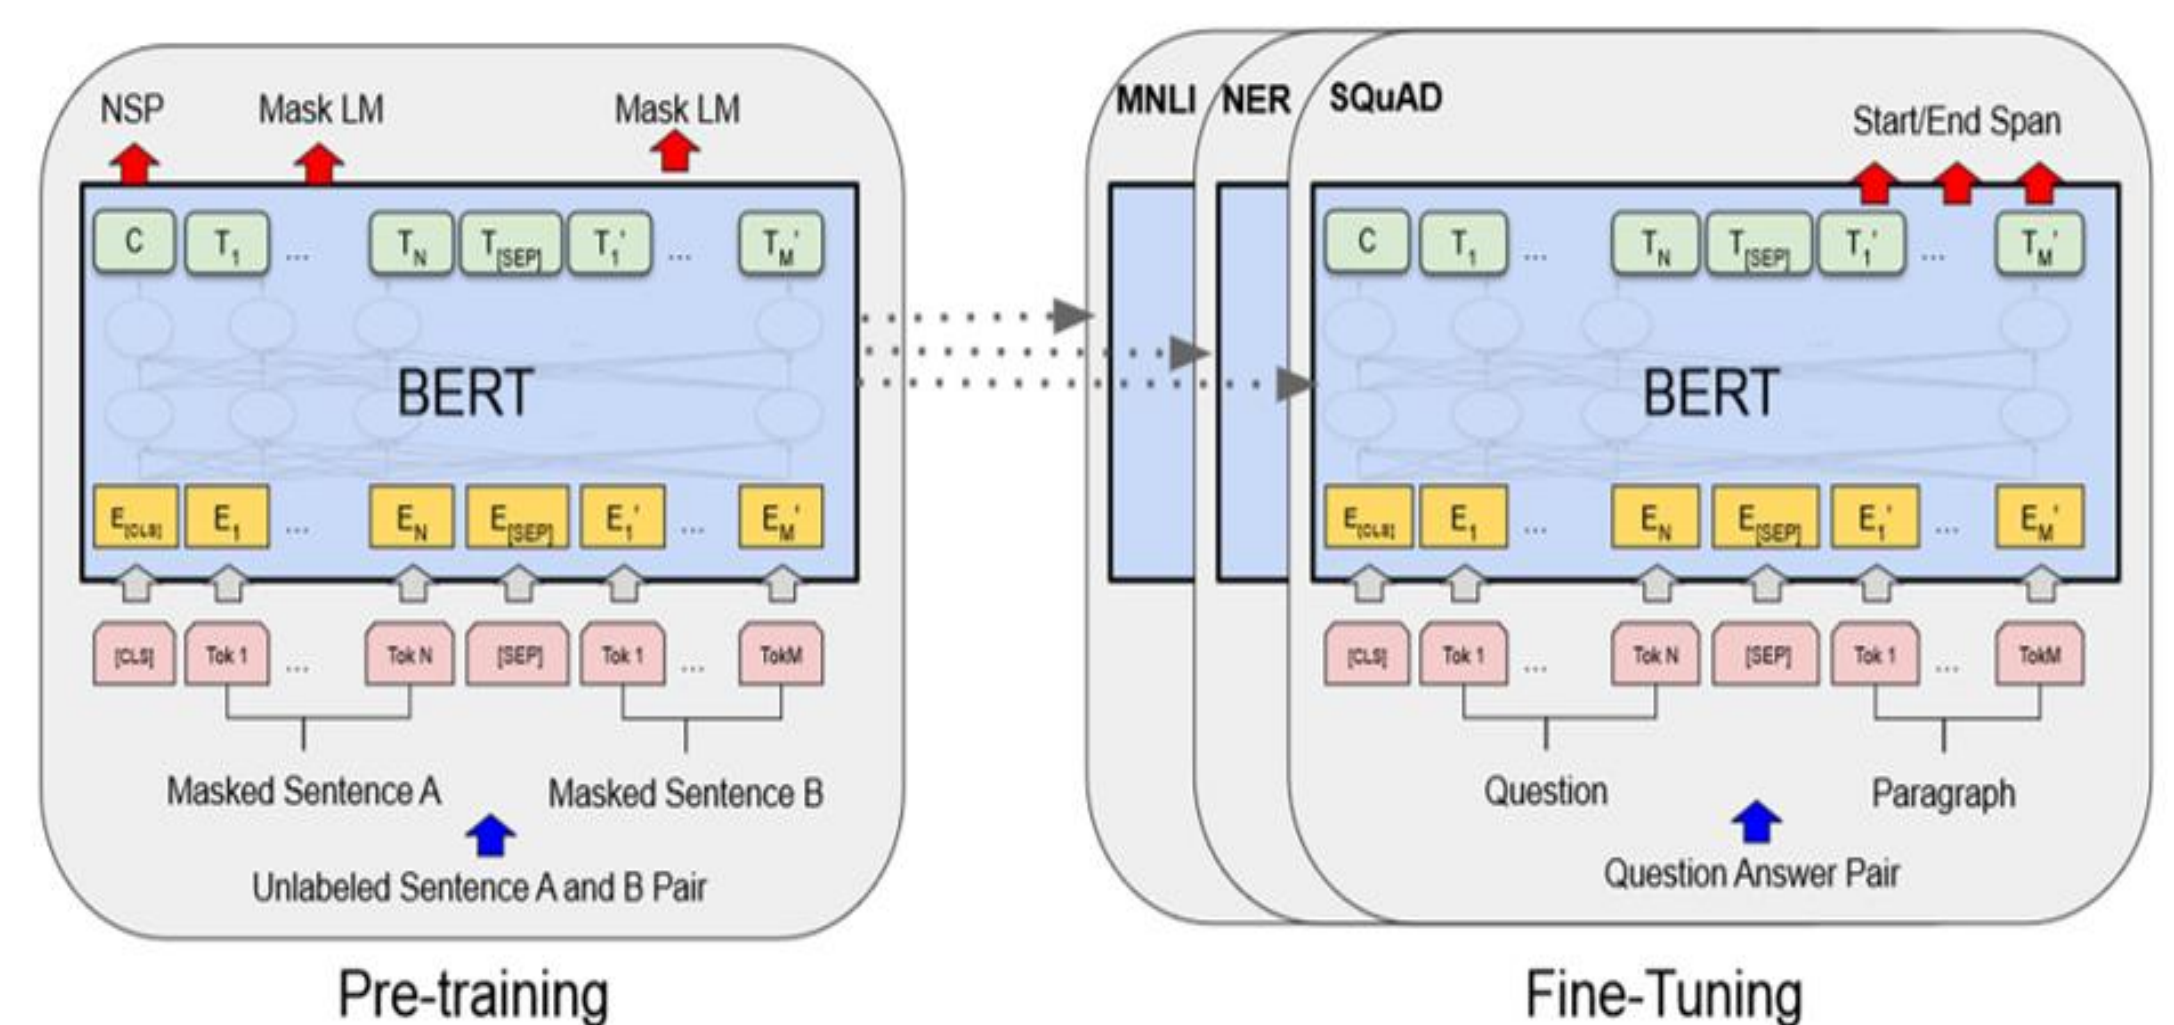 NSP Mask LM Mask LM
C T1 ... TN T[SEP] T1' ... TM'
BERT
E[CLS] E1 ... EN E[SEP] E1' ... EM'
[CLS] Tok 1 ... Tok N [SEP] Tok 1 ... TokM
Masked Sentence A Masked Sentence B
Unlabeled Sentence A and B Pair
Pre-training
MNLI NER SQuAD
Start/End Span
C T1 ... TN T[SEP] T1' ... TM'
BERT
E[CLS] E1 ... EN E[SEP] E1' ... EM'
[CLS] Tok 1 ... Tok N [SEP] Tok 1 ... TokM
Question Paragraph
Question Answer Pair
Fine-Tuning